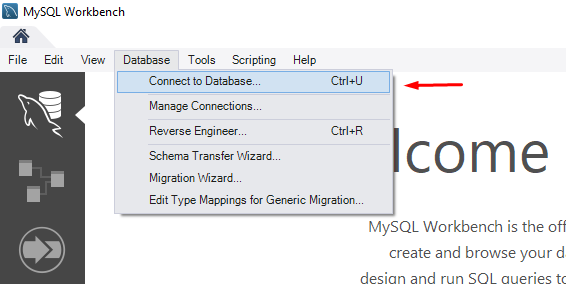 MySQL Workbench
File Edit View Database Tools Scripting Help
Connect to Database... Ctrl+U
Manage Connections...
Reverse Engineer... Ctrl+R
Schema Transfer Wizard...
Migration Wizard...
Edit Type Mappings for Generic Migration...
lcome
MySQL Workbench is the off
create and browse your da
design and run SQL queries to